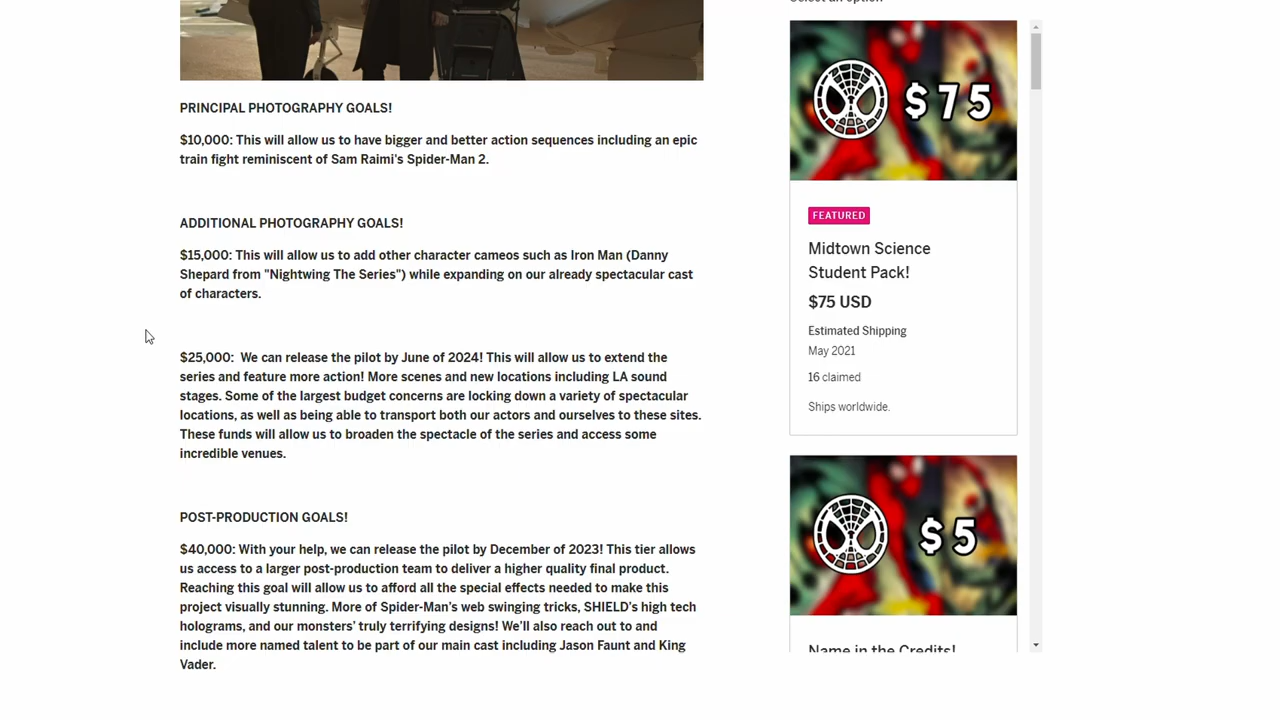 PRINCIPAL PHOTOGRAPHY GOALS!
$10,000: This will allow us to have bigger and better action sequences including an epic
train fight reminiscent of Sam Raimi's Spider-Man 2.
ADDITIONAL PHOTOGRAPHY GOALS!
$15,000: This will allow us to add other character cameos such as Iron Man (Danny
Shepard from "Nightwing The Series") while expanding on our already spectacular cast
of characters.
$25,000:  We can release the pilot by June of 2024! This will allow us to extend the
series and feature more action! More scenes and new locations including LA sound
stages. Some of the largest budget concerns are locking down a variety of spectacular
locations, as well as being able to transport both our actors and ourselves to these sites.
These funds will allow us to broaden the spectacle of the series and access some
incredible venues.
POST-PRODUCTION GOALS!
$40,000: With your help, we can release the pilot by December of 2023! This tier allows
us access to a larger post-production team to deliver a higher quality final product.
Reaching this goal will allow us to afford all the special effects needed to make this
project visually stunning. More of Spider-Man’s web swinging tricks, SHIELD’s high tech
holograms, and our monsters’ truly terrifying designs! We’ll also reach out to and
include more named talent to be part of our main cast including Jason Faunt and King
Vader.
Select an option
$75
FEATURED
Midtown Science
Student Pack!
$75 USD
Estimated Shipping
May 2021
16 claimed
Ships worldwide.
$5
Name in the Credits!